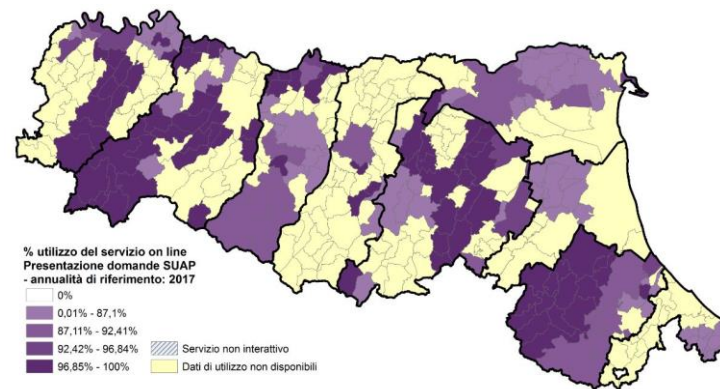 % utilizzo del servizio on line
Presentazione domande SUAP
- annualità di riferimento: 2017
0%
0,01% - 87,1%
87,11% - 92,41%
92,42% - 96,84%
96,85% - 100%
Servizio non interattivo
Dati di utilizzo non disponibili